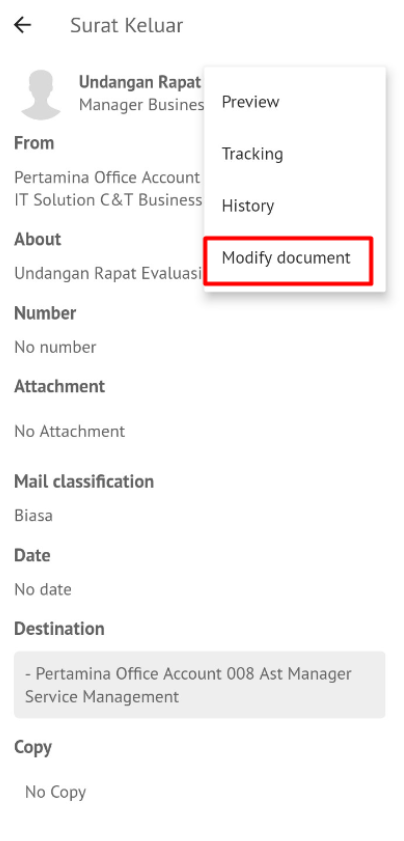 Surat Keluar
Undangan Rapat
Manager Busines
Preview
Tracking
History
Modify document
From
Pertamina Office Account
IT Solution C&T Business
About
Undangan Rapat Evaluasi
Number
No number
Attachment
No Attachment
Mail classification
Biasa
Date
No date
Destination
- Pertamina Office Account 008 Ast Manager
Service Management
Copy
No Copy